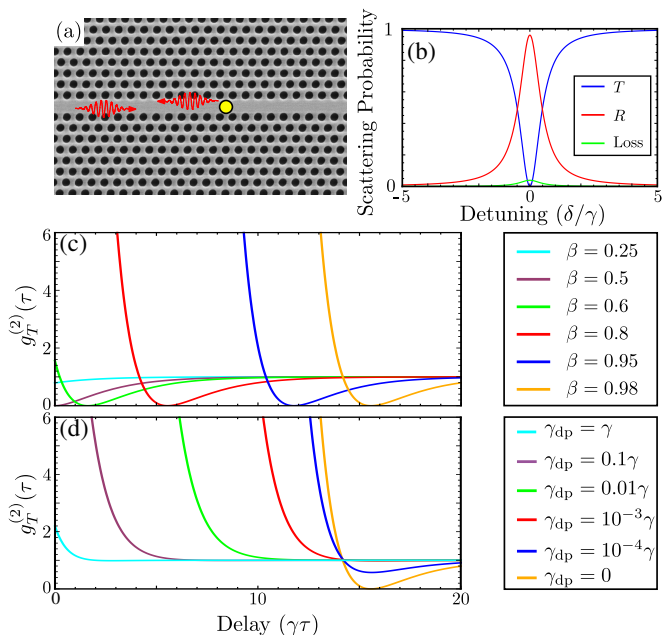 (a)
(b)
Scattering Probability
1
0
-5
0
5
Detuning (δ/γ)
T
R
Loss
(c)
g_T^{(2)}(τ)
6
4
2
0
β = 0.25
β = 0.5
β = 0.6
β = 0.8
β = 0.95
β = 0.98
(d)
g_T^{(2)}(τ)
6
4
2
0
0
10
20
Delay (γτ)
γ_dp = γ
γ_dp = 0.1γ
γ_dp = 0.01γ
γ_dp = 10^{-3}γ
γ_dp = 10^{-4}γ
γ_dp = 0